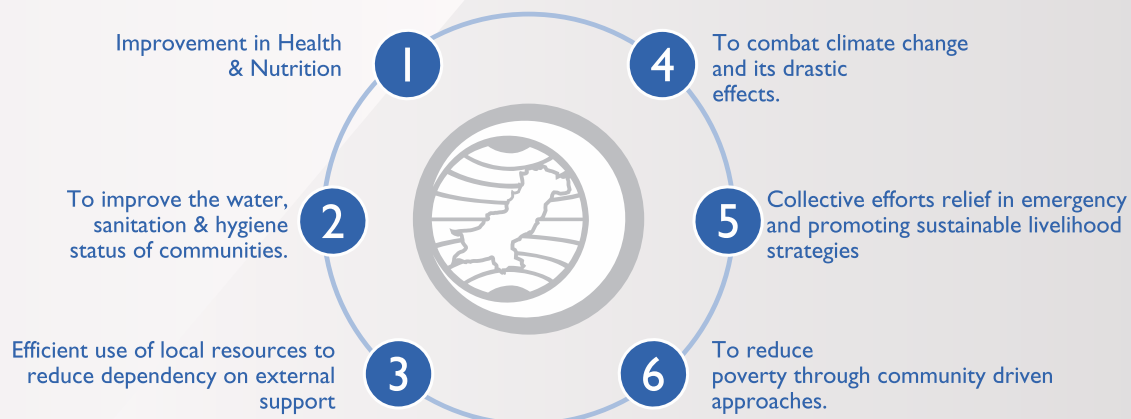 1
Improvement in Health
& Nutrition
2
To improve the water,
sanitation & hygiene
status of communities.
3
Efficient use of local resources to
reduce dependency on external
support
4
To combat climate change
and its drastic
effects.
5
Collective efforts relief in emergency
and promoting sustainable livelihood
strategies
6
To reduce
poverty through community driven
approaches.